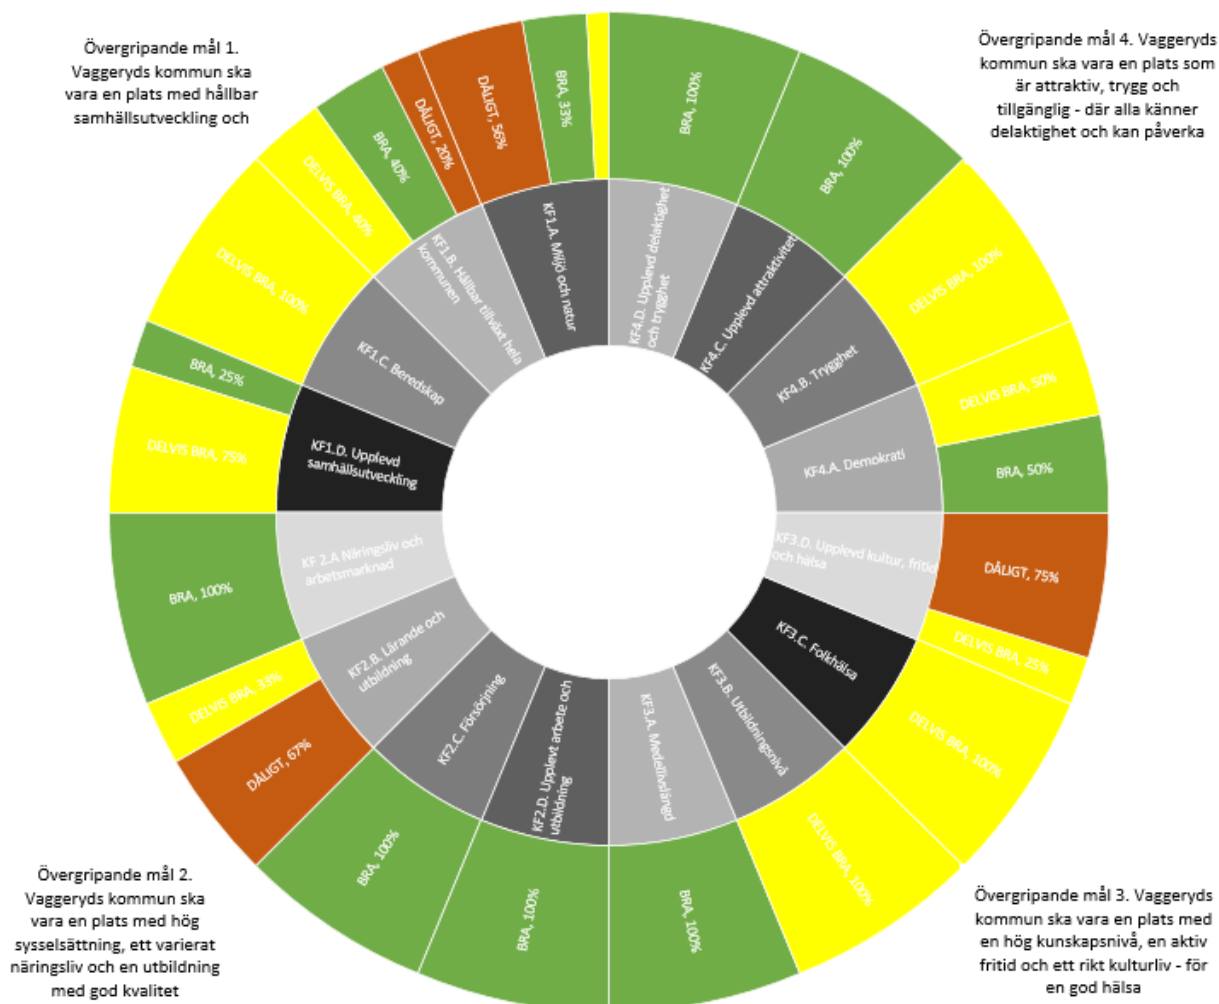 Övergripande mål 1.
Vaggeryds kommun ska
vara en plats med hållbar
samhällsutveckling och
Övergripande mål 4. Vaggeryds
kommun ska vara en plats som
är attraktiv, trygg och
tillgänglig - där alla känner
delaktighet och kan påverka
BRA, 100%
BRA, 100%
DELVIS BRA, 100%
DELVIS BRA, 50%
BRA, 50%
DÅLIGT, 75%
DELVIS BRA, 25%
DELVIS BRA, 100%
DELVIS BRA, 100%
BRA, 100%
BRA, 100%
BRA, 100%
DÅLIGT, 67%
DELVIS BRA, 33%
BRA, 100%
DELVIS BRA, 75%
BRA, 25%
DELVIS BRA, 100%
DELVIS BRA, 40%
BRA, 40%
DÅLIGT, 20%
DÅLIGT, 56%
BRA, 33%
KF4.D. Upplevd delaktighet
och trygghet
KF4.C. Upplevd attraktivitet
KF4.B. Trygghet
KF4.A. Demokrati
KF3.D. Upplevd kultur, fritid
och hälsa
KF3.C. Folkhälsa
KF3.B. Utbildningsnivå
KF3.A. Medellivslängd
KF2.D. Upplevt arbete och
utbildning
KF2.C. Försörjning
KF2.B. Lärande och
utbildning
KF 2.A Näringsliv och
arbetsmarknad
KF1.D. Upplevd
samhällsutveckling
KF1.C. Beredskap
KF1.B. Hållbar tillväxt hela
kommunen
KF1.A. Miljö och natur
Övergripande mål 2.
Vaggeryds kommun ska
vara en plats med hög
sysselsättning, ett varierat
näringsliv och en utbildning
med god kvalitet
Övergripande mål 3. Vaggeryds
kommun ska vara en plats med
en hög kunskapsnivå, en aktiv
fritid och ett rikt kulturliv - för
en god hälsa